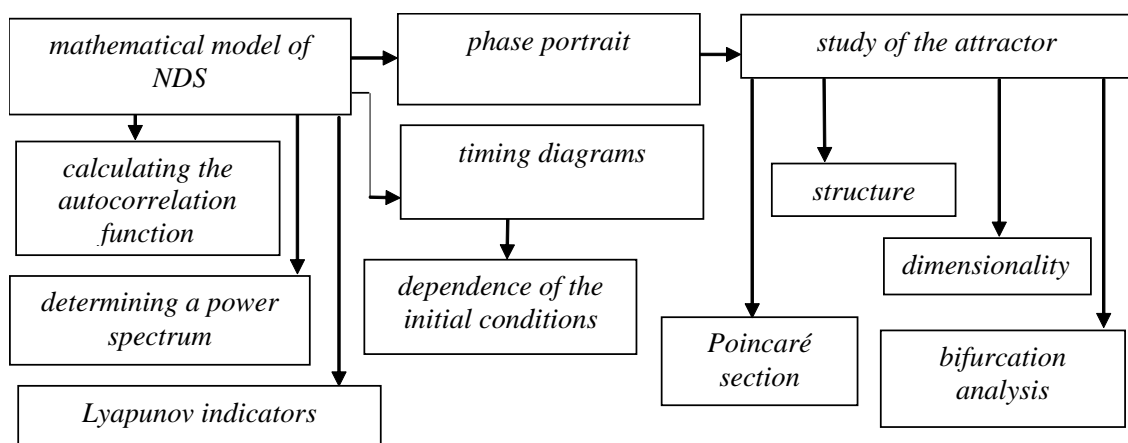 mathematical model of
NDS
phase portrait
study of the attractor
calculating the
autocorrelation
function
timing diagrams
structure
determining a power
spectrum
dependence of the
initial conditions
dimensionality
Poincaré
section
bifurcation
analysis
Lyapunov indicators